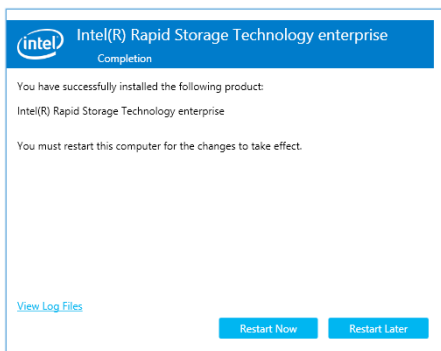 intel
Intel(R) Rapid Storage Technology enterprise
Completion
You have successfully installed the following product:
Intel(R) Rapid Storage Technology enterprise
You must restart this computer for the changes to take effect.
View Log Files
Restart Now Restart Later